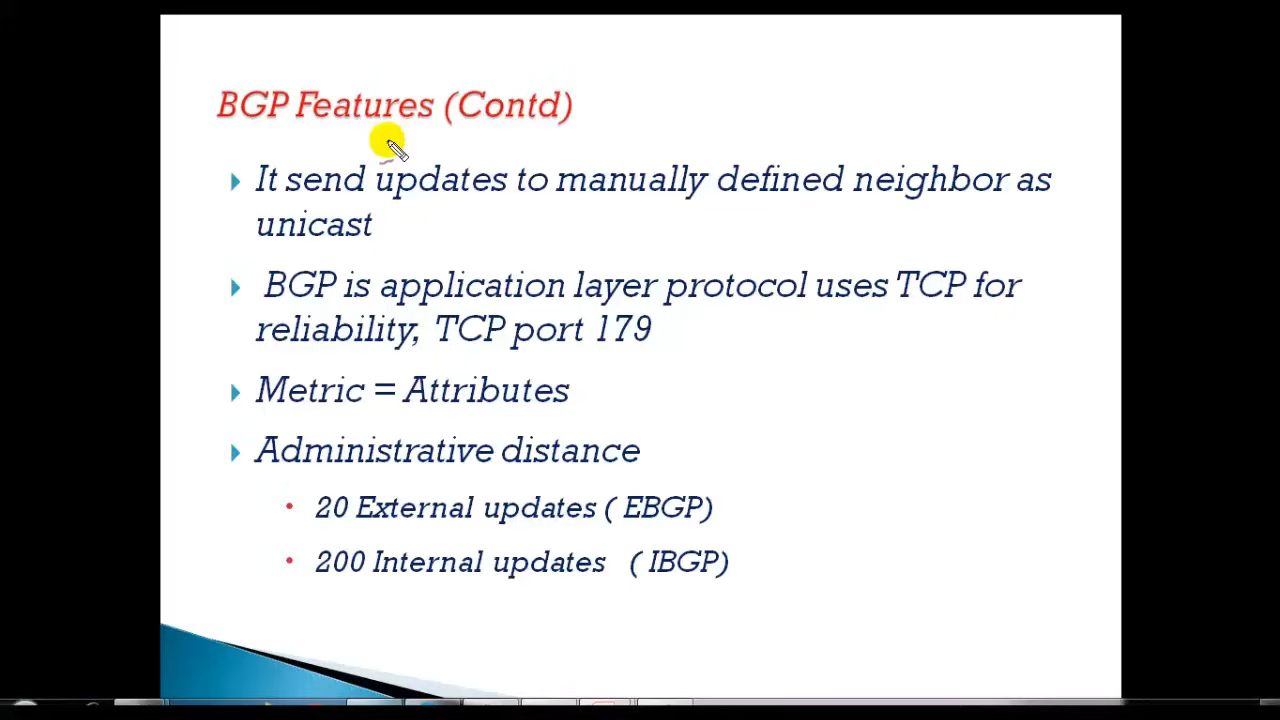 BGP Features (Contd)
It send updates to manually defined neighbor as
unicast
BGP is application layer protocol uses TCP for
reliability, TCP port 179
Metric = Attributes
Administrative distance
20 External updates ( EBGP)
200 Internal updates ( IBGP)